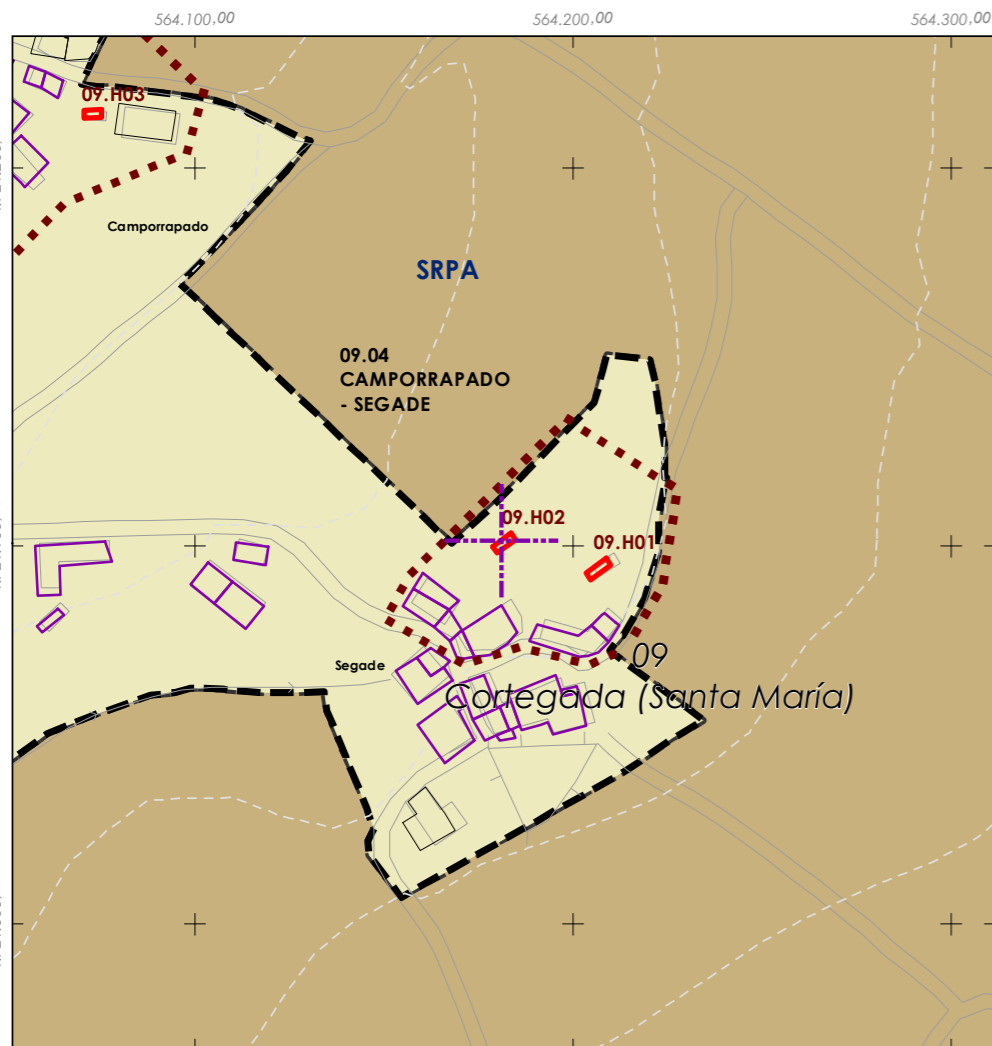 564.100,00
564.200,00
564.300,00
09.H03
Camporrapado
SRPA
09.04
CAMPORRAPADO
- SEGADE
09.H02
09.H01
Segade
09
Cortegada (Santa María)